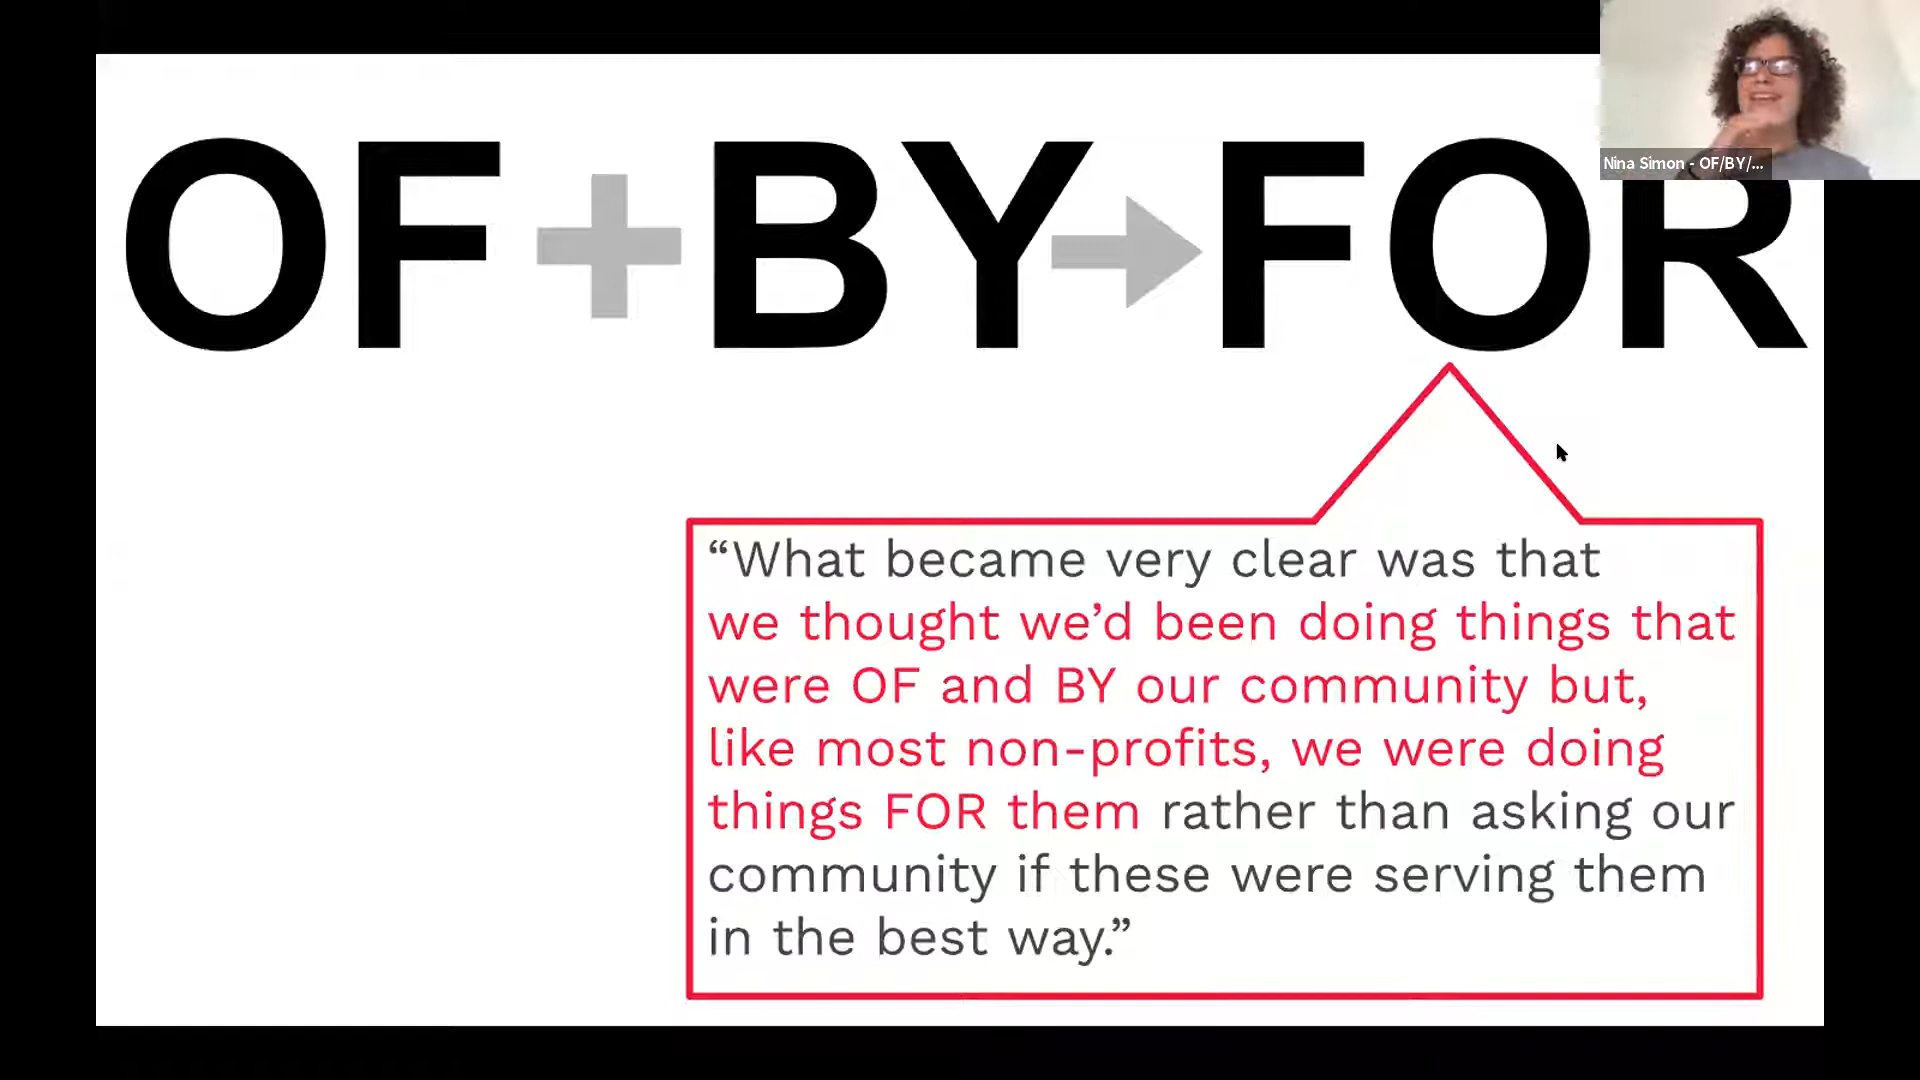 OF + BY → FOR
Nina Simon - OF/BY/...
“What became very clear was that
we thought we’d been doing things that
were OF and BY our community but,
like most non-profits, we were doing
things FOR them rather than asking our
community if these were serving them
in the best way.”